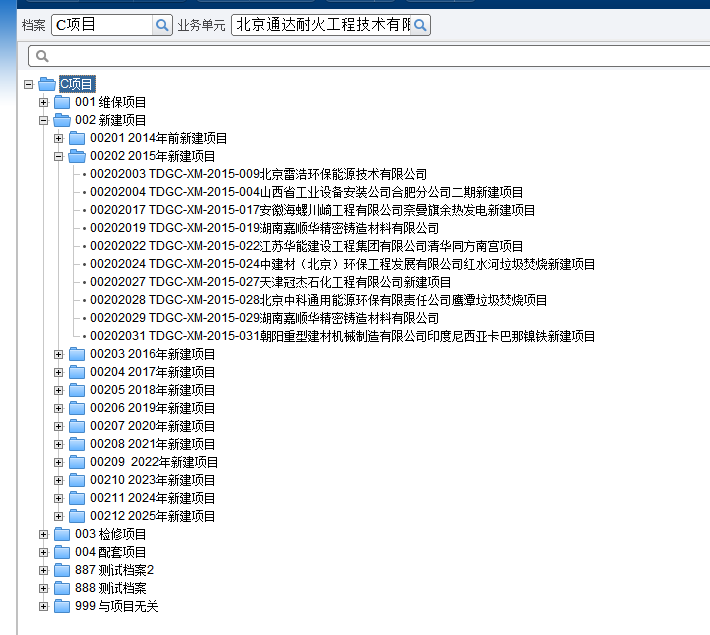 档案 C项目 业务单元 北京通达耐火工程技术有限
C项目
001 维保项目
002 新建项目
00201 2014年前新建项目
00202 2015年新建项目
00202003 TDGC-XM-2015-009北京雷洁环保能源技术有限公司
00202004 TDGC-XM-2015-004山西省工业设备安装公司合肥分公司二期新建项目
00202017 TDGC-XM-2015-017安徽海螺川崎工程有限公司奈曼旗余热发电新建项目
00202019 TDGC-XM-2015-019湖南嘉顺华精密铸造材料有限公司
00202022 TDGC-XM-2015-022江苏华能建设工程集团有限公司清华同方南宫项目
00202024 TDGC-XM-2015-024中建材（北京）环保工程发展有限公司红水河垃圾焚烧新建项目
00202027 TDGC-XM-2015-027天津冠杰石化工程有限公司新建项目
00202028 TDGC-XM-2015-028北京中科通用能源环保有限责任公司鹰潭垃圾焚烧项目
00202029 TDGC-XM-2015-029湖南嘉顺华精密铸造材料有限公司
00202031 TDGC-XM-2015-031朝阳重型建材机械制造有限公司印度尼西亚卡巴那镍铁新建项目
00203 2016年新建项目
00204 2017年新建项目
00205 2018年新建项目
00206 2019年新建项目
00207 2020年新建项目
00208 2021年新建项目
00209 2022年新建项目
00210 2023年新建项目
00211 2024年新建项目
00212 2025年新建项目
003 检修项目
004 配套项目
887 测试档案2
888 测试档案
999 与项目无关